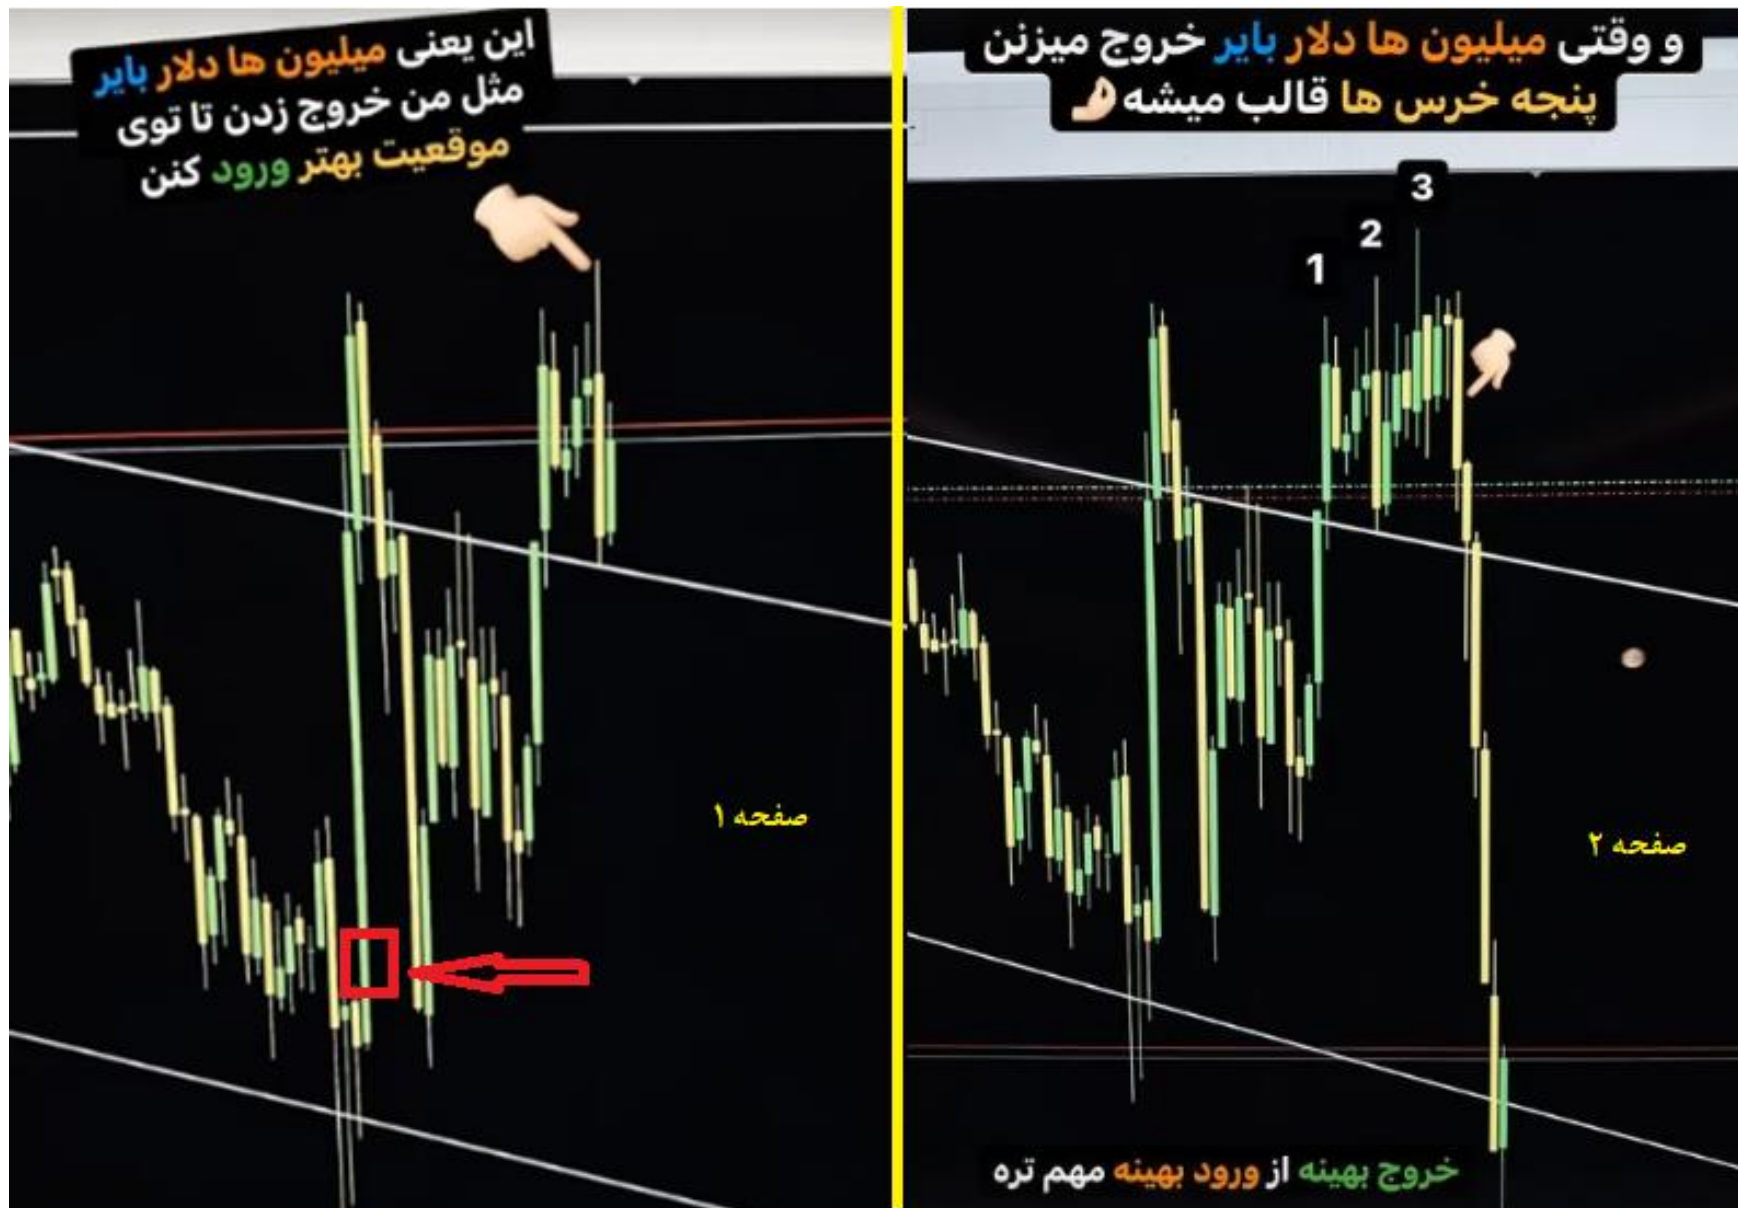 این یعنی میلیون ها دلار بایر
مثل من خروج زدن تا توی
موقعیت بهتر ورود کنن
صفحه ۱
و وقتی میلیون ها دلار بایر خروج میزنن
پنجه خرس ها قالب میشه
3
2
1
صفحه ۲
خروج بهینه از ورود بهینه مهم تره